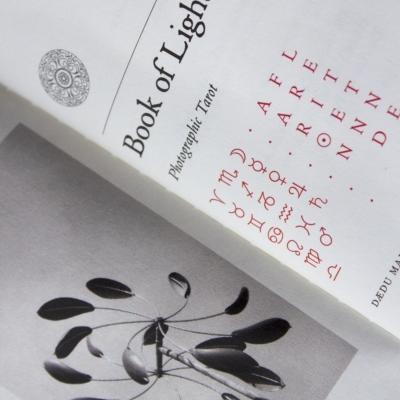 Book of Ligh
Photographic Tarot
♈ ♏ ☽ · A F L
♉ ♐ ☿ · A R E
♊ ♑ ♀ · R I T
♋ ♒ ♃ · ☉ E T
♌ ♓ ♄ · N N N
♍ ♂ · D E
♎
DÆDU